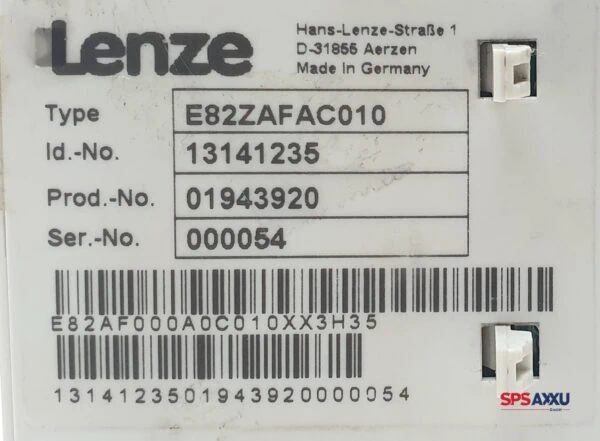 Lenze
Hans-Lenze-Straße 1
D-31855 Aerzen
Made In Germany
Type E82ZAFAC010
Id.-No. 13141235
Prod.-No. 01943920
Ser.-No. 000054
E82AF000A0C010XX3H35
1314123501943920000054
SPSAXXU
GmbH